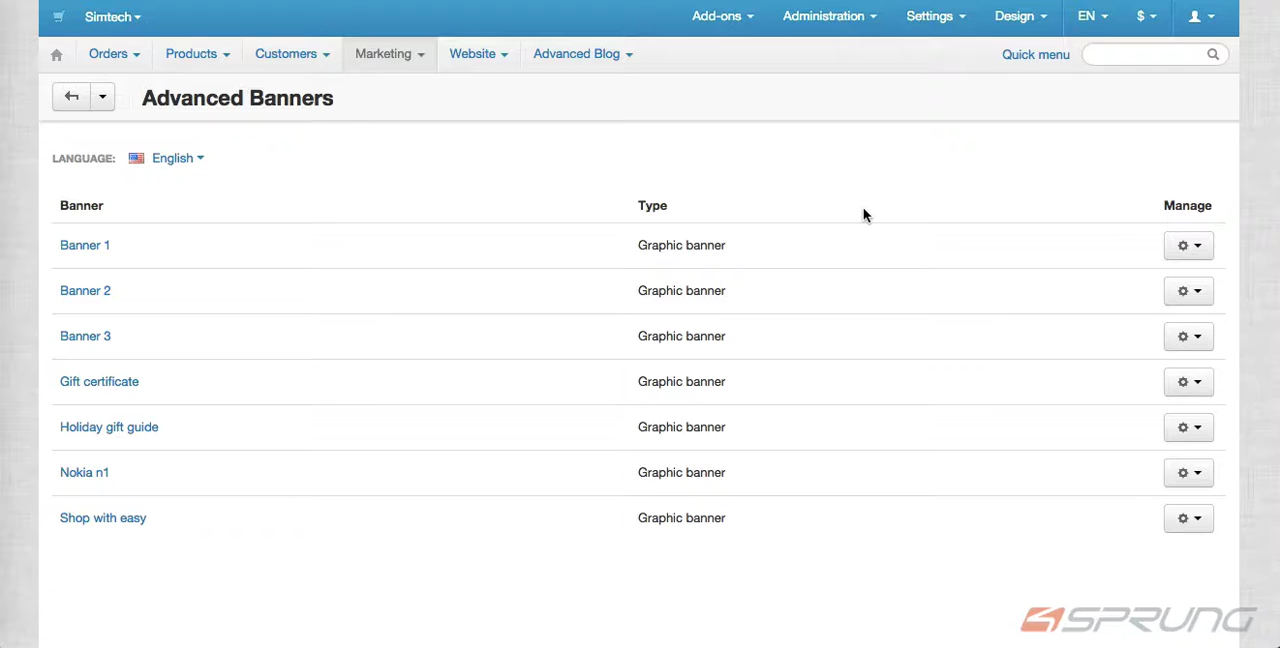 Simtech Add-ons Administration Settings Design EN $
Orders Products Customers Marketing Website Advanced Blog Quick menu
Advanced Banners
LANGUAGE: English
Banner Type Manage
Banner 1 Graphic banner
Banner 2 Graphic banner
Banner 3 Graphic banner
Gift certificate Graphic banner
Holiday gift guide Graphic banner
Nokia n1 Graphic banner
Shop with easy Graphic banner
SPRUNG